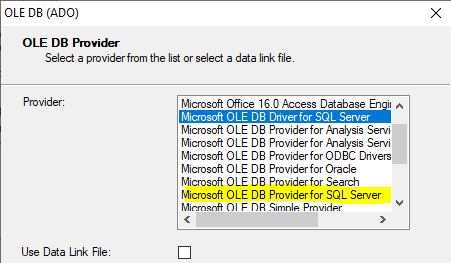 OLE DB (ADO)
OLE DB Provider
Select a provider from the list or select a data link file.
Provider:
Microsoft Office 16.0 Access Database Engi
Microsoft OLE DB Driver for SQL Server
Microsoft OLE DB Provider for Analysis Servi
Microsoft OLE DB Provider for Analysis Servi
Microsoft OLE DB Provider for ODBC Drivers
Microsoft OLE DB Provider for Oracle
Microsoft OLE DB Provider for Search
Microsoft OLE DB Provider for SQL Server
Microsoft OLE DB Simple Provider
Use Data Link File: